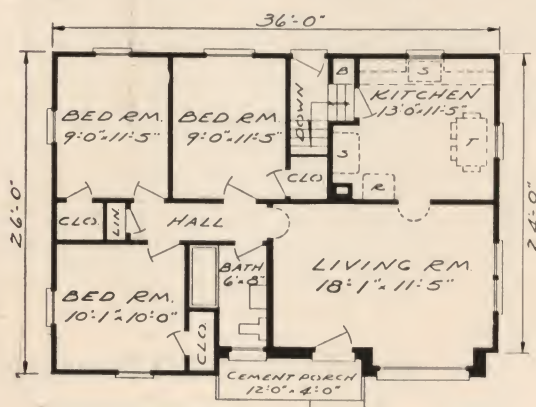 36'-0"
26'-0"
24'-0"
BED RM.
9'-0"x11'-5"
BED RM.
9'-0"x11'-5"
DOWN
B
S
KITCHEN
13'-0"x11'-5"
T
S
R
CLO.
CLO.
LIN.
HALL
BED RM.
10'-1"x10'-0"
CLO.
BATH
6'x8'
LIVING RM.
18'-1"x11'-5"
CEMENT PORCH
12'-0"x4'-0"